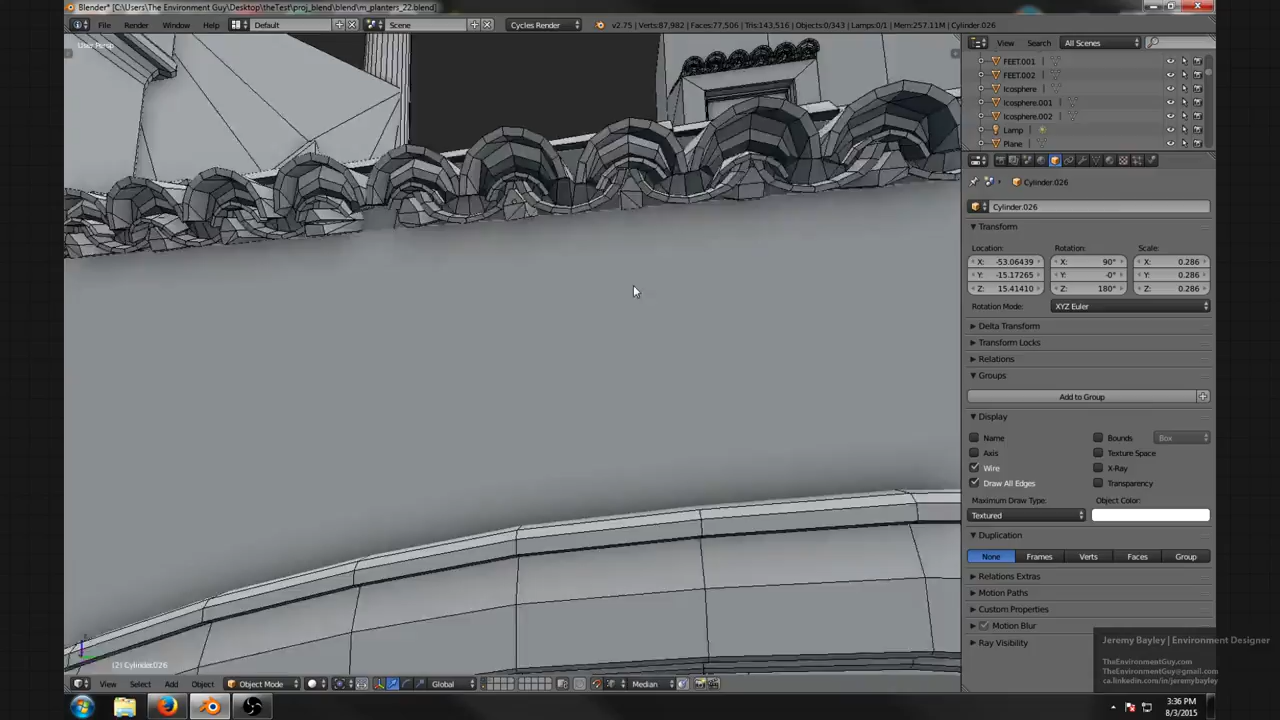 Blender* [C:\Users\The Environment Guy\Desktop\theTest\proj_blend\blend\m_planters_22.blend]
File Render Window Help Default Scene Cycles Render v2.75 | Verts:87,982 | Faces:77,506 | Tris:143,516 | Objects:0/343 | Lamps:0/1 | Mem:257.11M | Cylinder.026
User Persp
View Search All Scenes
FEET.001
FEET.002
Icosphere
Icosphere.001
Icosphere.002
Lamp
Plane
Cylinder.026
Cylinder.026
Transform
Location: Rotation: Scale:
X: -53.06439 X: 90° X: 0.286
Y: -15.17265 Y: -0° Y: 0.286
Z: 15.41410 Z: 180° Z: 0.286
Rotation Mode: XYZ Euler
Delta Transform
Transform Locks
Relations
Groups
Add to Group
Display
Name Bounds Box
Axis Texture Space
Wire X-Ray
Draw All Edges Transparency
Maximum Draw Type: Object Color:
Textured
Duplication
None Frames Verts Faces Group
Relations Extras
Motion Paths
Custom Properties
Motion Blur
Ray Visibility
Jeremy Bayley | Environment Designer
TheEnvironmentGuy.com
TheEnvironmentGuy@gmail.com
ca.linkedin.com/in/jeremybayley
(2) Cylinder.026
View Select Add Object Object Mode Global Median
3:36 PM
8/3/2015